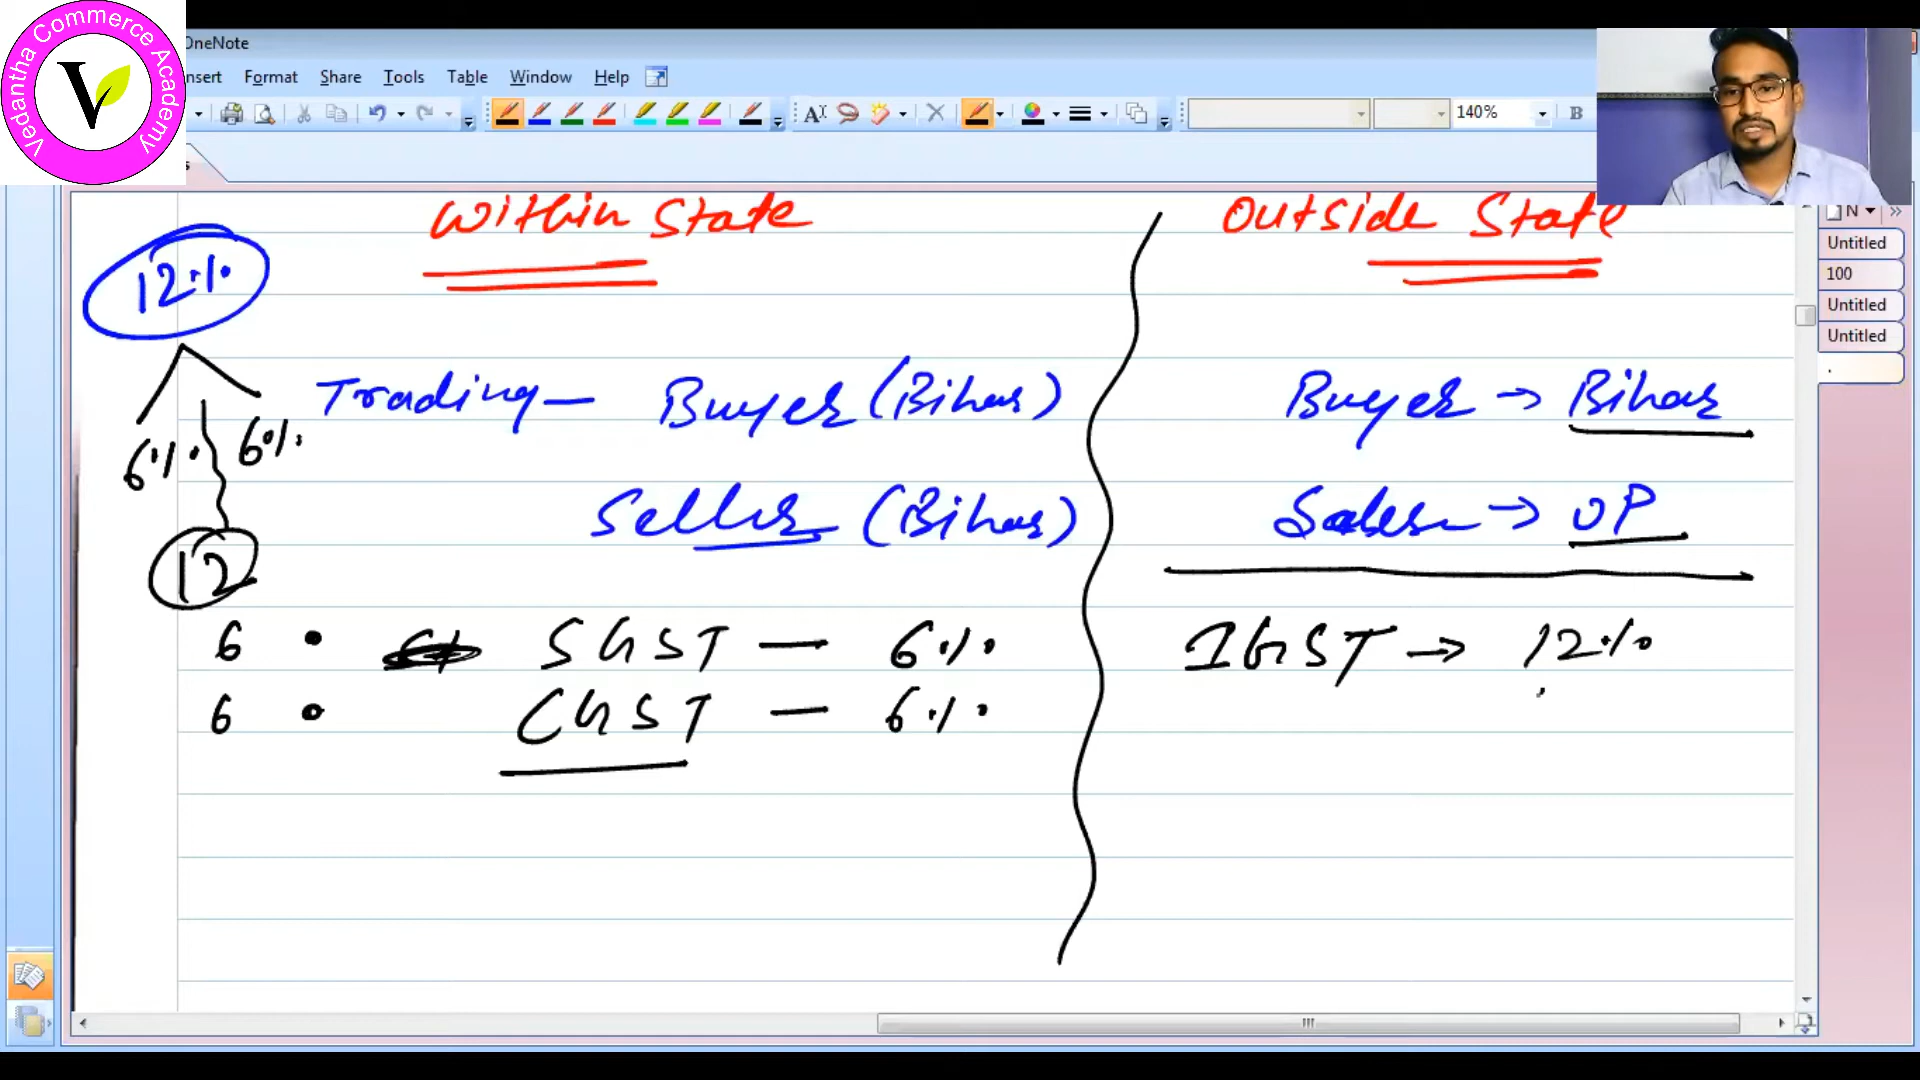 Vedantha Commerce Academy
V
OneNote
nsert Format Share Tools Table Window Help
140% B
N
Untitled
100
Untitled
Untitled
.
Within State
Outside State
12%
6% 6%
12
Trading – Buyer (Bihar)
Seller (Bihar)
Buyer → Bihar
→ UP
6 • SGST – 6%
6 • CGST – 6%
IGST → 12%